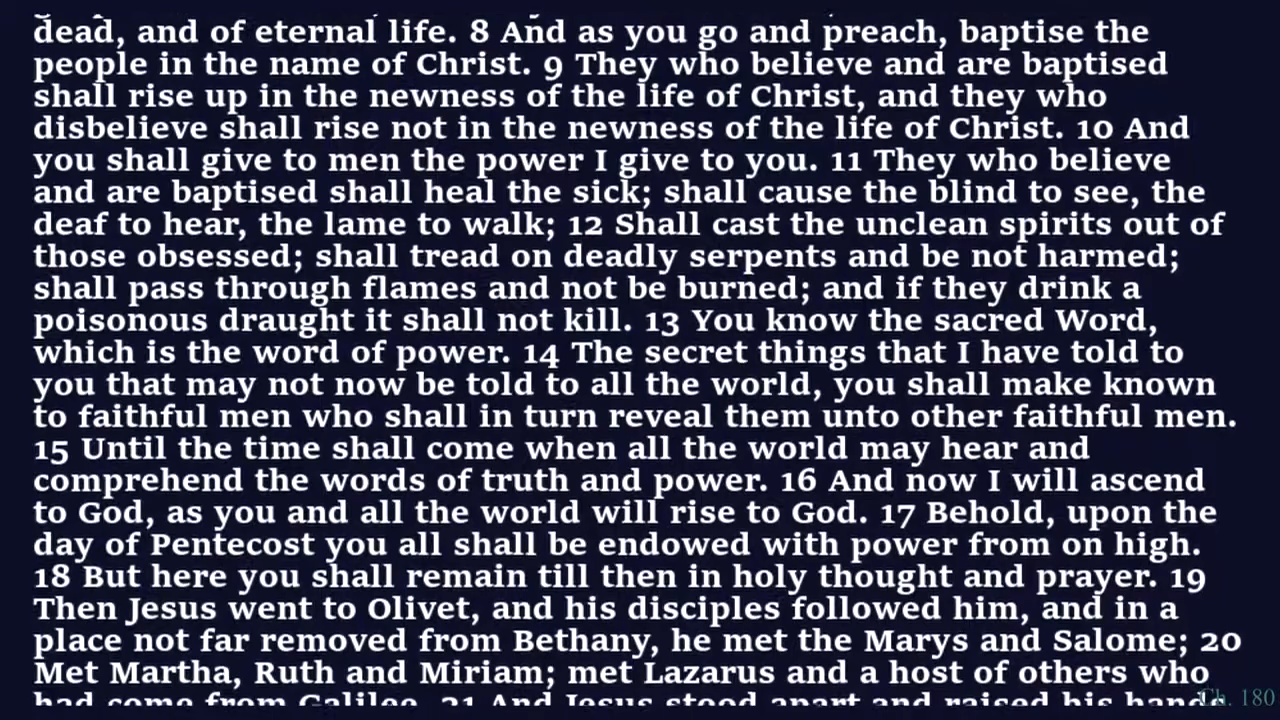 dead, and of eternal life. 8 And as you go and preach, baptise the
people in the name of Christ. 9 They who believe and are baptised
shall rise up in the newness of the life of Christ, and they who
disbelieve shall rise not in the newness of the life of Christ. 10 And
you shall give to men the power I give to you. 11 They who believe
and are baptised shall heal the sick; shall cause the blind to see, the
deaf to hear, the lame to walk; 12 Shall cast the unclean spirits out of
those obsessed; shall tread on deadly serpents and be not harmed;
shall pass through flames and not be burned; and if they drink a
poisonous draught it shall not kill. 13 You know the sacred Word,
which is the word of power. 14 The secret things that I have told to
you that may not now be told to all the world, you shall make known
to faithful men who shall in turn reveal them unto other faithful men.
15 Until the time shall come when all the world may hear and
comprehend the words of truth and power. 16 And now I will ascend
to God, as you and all the world will rise to God. 17 Behold, upon the
day of Pentecost you all shall be endowed with power from on high.
18 But here you shall remain till then in holy thought and prayer. 19
Then Jesus went to Olivet, and his disciples followed him, and in a
place not far removed from Bethany, he met the Marys and Salome; 20
Met Martha, Ruth and Miriam; met Lazarus and a host of others who
had come from Galilee. 21 And Jesus stood apart and raised his hands
Ch. 180